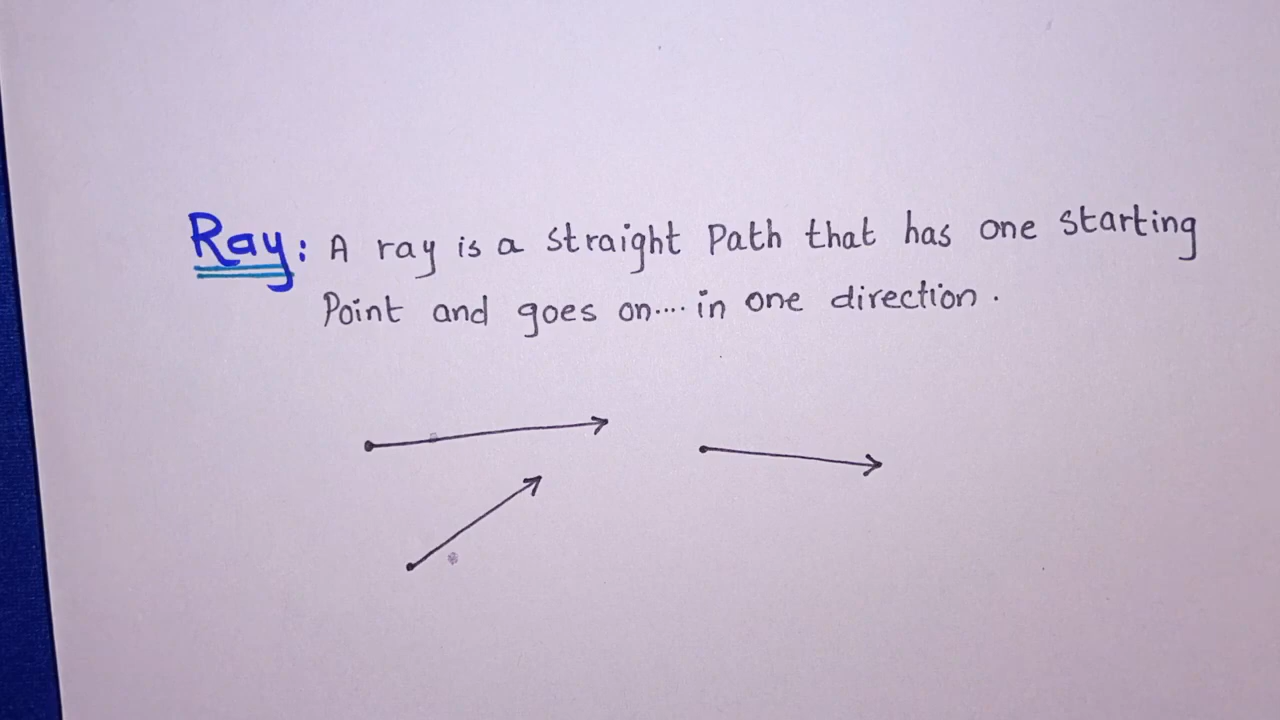 Ray: A ray is a straight Path that has one starting
Point and goes on.... in one direction.